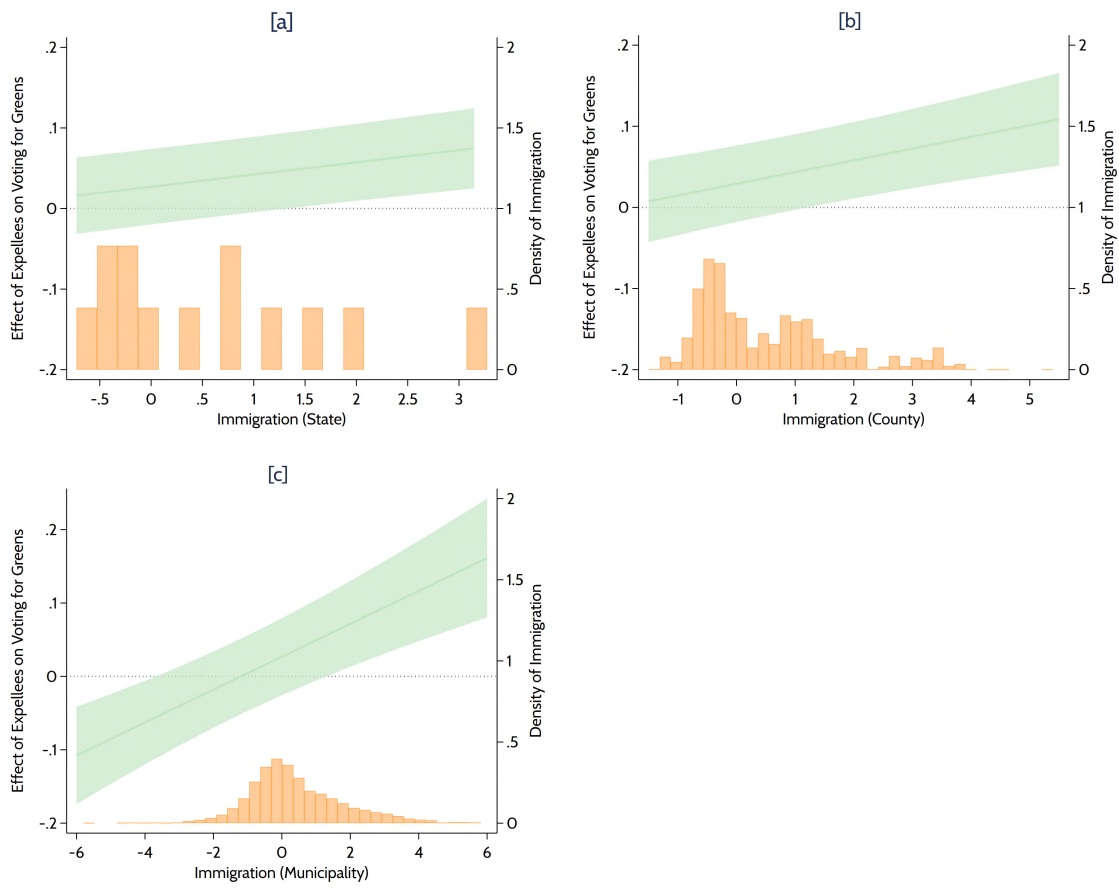 [a]
Effect of Expellees on Voting for Greens
.2
.1
0
-.1
-.2
2
1.5
1
.5
0
Density of Immigration
-.5 0 .5 1 1.5 2 2.5 3
Immigration (State)
[b]
Effect of Expellees on Voting for Greens
.2
.1
0
-.1
-.2
2
1.5
1
.5
0
Density of Immigration
-1 0 1 2 3 4 5
Immigration (County)
[c]
Effect of Expellees on Voting for Greens
.2
.1
0
-.1
-.2
2
1.5
1
.5
0
Density of Immigration
-6 -4 -2 0 2 4 6
Immigration (Municipality)